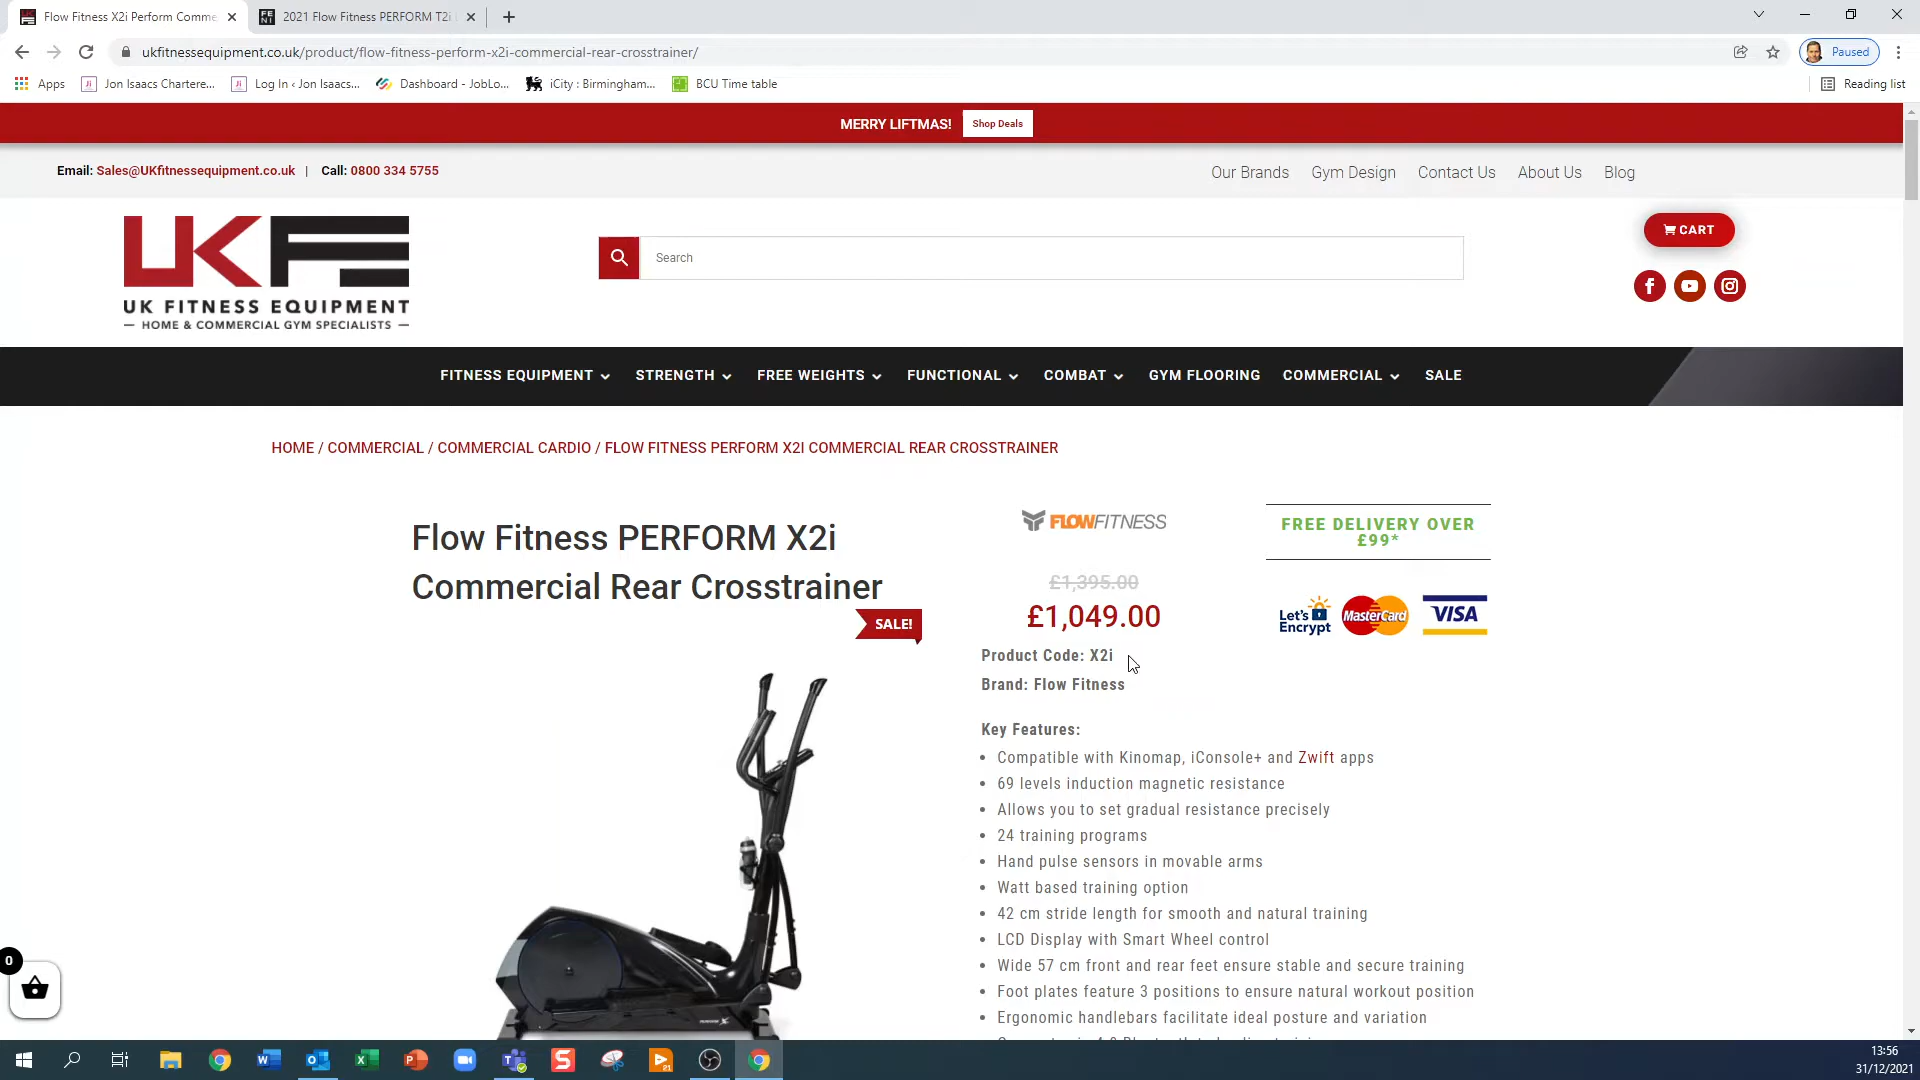 Flow Fitness X2i Perform Comme
2021 Flow Fitness PERFORM T2i
ukfitnessequipment.co.uk/product/flow-fitness-perform-x2i-commercial-rear-crosstrainer/
Paused
Apps
Jon Isaacs Chartere...
Log In ‹ Jon Isaacs...
Dashboard - JobLo...
iCity : Birmingham...
BCU Time table
Reading list
MERRY LIFTMAS!
Shop Deals
Email: Sales@UKfitnessequipment.co.uk | Call: 0800 334 5755
Our Brands
Gym Design
Contact Us
About Us
Blog
UKFE
UK FITNESS EQUIPMENT
– HOME & COMMERCIAL GYM SPECIALISTS –
Search
CART
FITNESS EQUIPMENT
STRENGTH
FREE WEIGHTS
FUNCTIONAL
COMBAT
GYM FLOORING
COMMERCIAL
SALE
HOME / COMMERCIAL / COMMERCIAL CARDIO / FLOW FITNESS PERFORM X2I COMMERCIAL REAR CROSSTRAINER
Flow Fitness PERFORM X2i
Commercial Rear Crosstrainer
SALE!
FLOWFITNESS
£1,395.00
£1,049.00
FREE DELIVERY OVER
£99*
Let's
Encrypt
MasterCard
VISA
Product Code: X2i
Brand: Flow Fitness
Key Features:
• Compatible with Kinomap, iConsole+ and Zwift apps
• 69 levels induction magnetic resistance
• Allows you to set gradual resistance precisely
• 24 training programs
• Hand pulse sensors in movable arms
• Watt based training option
• 42 cm stride length for smooth and natural training
• LCD Display with Smart Wheel control
• Wide 57 cm front and rear feet ensure stable and secure training
• Foot plates feature 3 positions to ensure natural workout position
• Ergonomic handlebars facilitate ideal posture and variation
0
13:56
31/12/2021